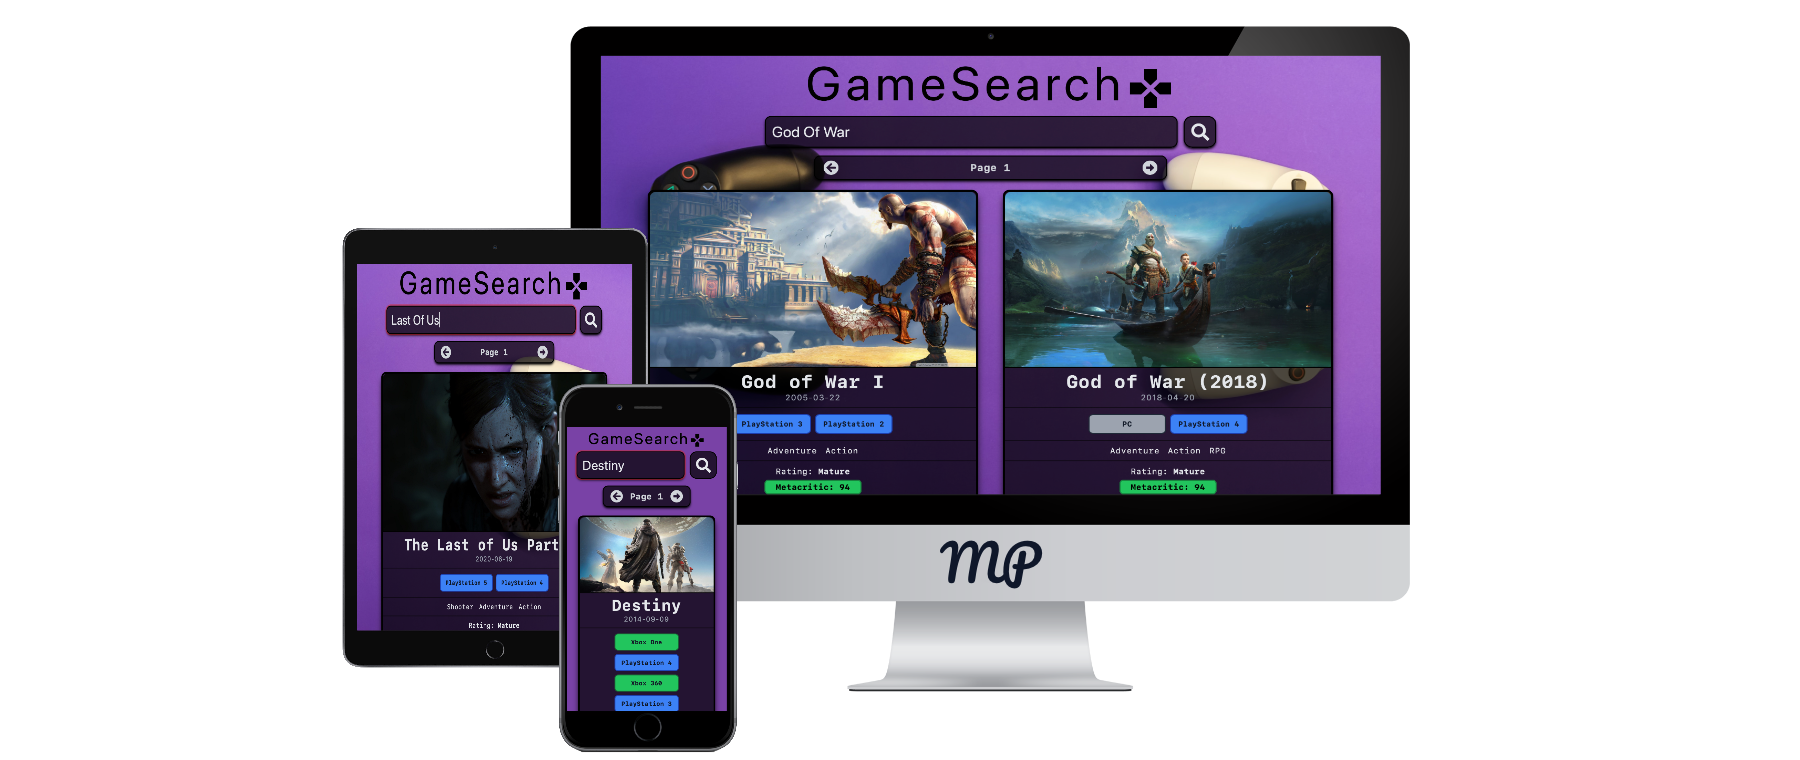 GameSearch
God Of War
Page 1
God of War I
2005-03-22
PlayStation 3 PlayStation 2
Adventure Action
Rating: Mature
Metacritic: 94
God of War (2018)
2018-04-20
PC PlayStation 4
Adventure Action RPG
Rating: Mature
Metacritic: 94
MP
GameSearch
Last Of Us
Page 1
The Last of Us Part
2020-06-19
PlayStation 5 PlayStation 4
Shooter Adventure Action
Rating: Mature
GameSearch
Destiny
Page 1
Destiny
2014-09-09
Xbox One
PlayStation 4
Xbox 360
PlayStation 3